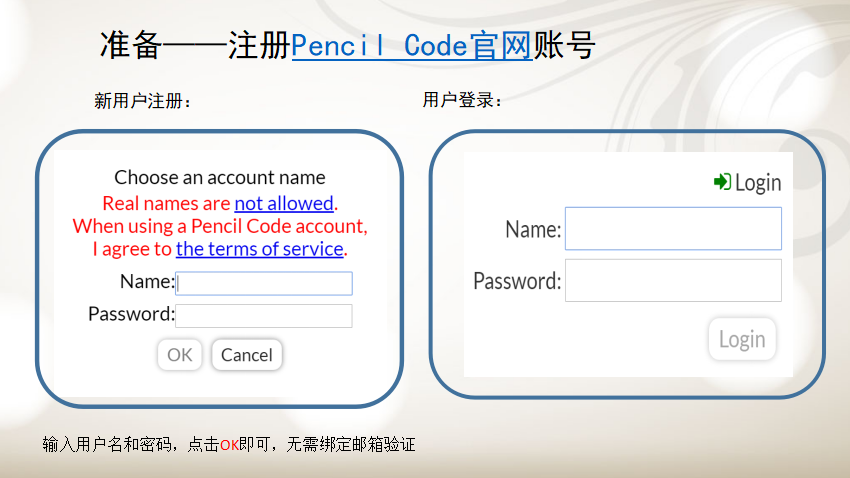 准备——注册Pencil Code官网账号
新用户注册：
用户登录：
Choose an account name
Real names are not allowed.
When using a Pencil Code account,
I agree to the terms of service.
Name:
Password:
OK
Cancel
Login
Name:
Password:
Login
输入用户名和密码，点击OK即可，无需绑定邮箱验证